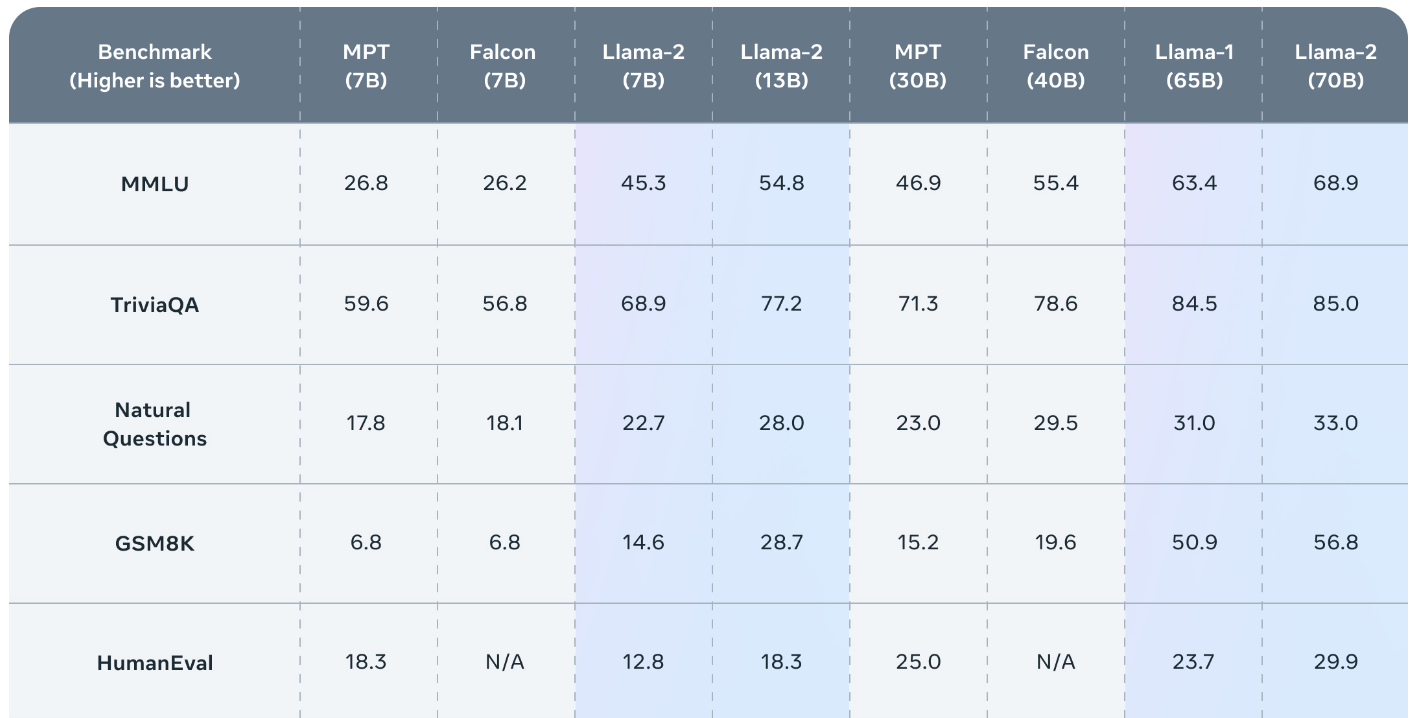 Benchmark (Higher is better) MPT (7B) Falcon (7B) Llama-2 (7B) Llama-2 (13B) MPT (30B) Falcon (40B) Llama-1 (65B) Llama-2 (70B)
MMLU 26.8 26.2 45.3 54.8 46.9 55.4 63.4 68.9
TriviaQA 59.6 56.8 68.9 77.2 71.3 78.6 84.5 85.0
Natural Questions 17.8 18.1 22.7 28.0 23.0 29.5 31.0 33.0
GSM8K 6.8 6.8 14.6 28.7 15.2 19.6 50.9 56.8
HumanEval 18.3 N/A 12.8 18.3 25.0 N/A 23.7 29.9